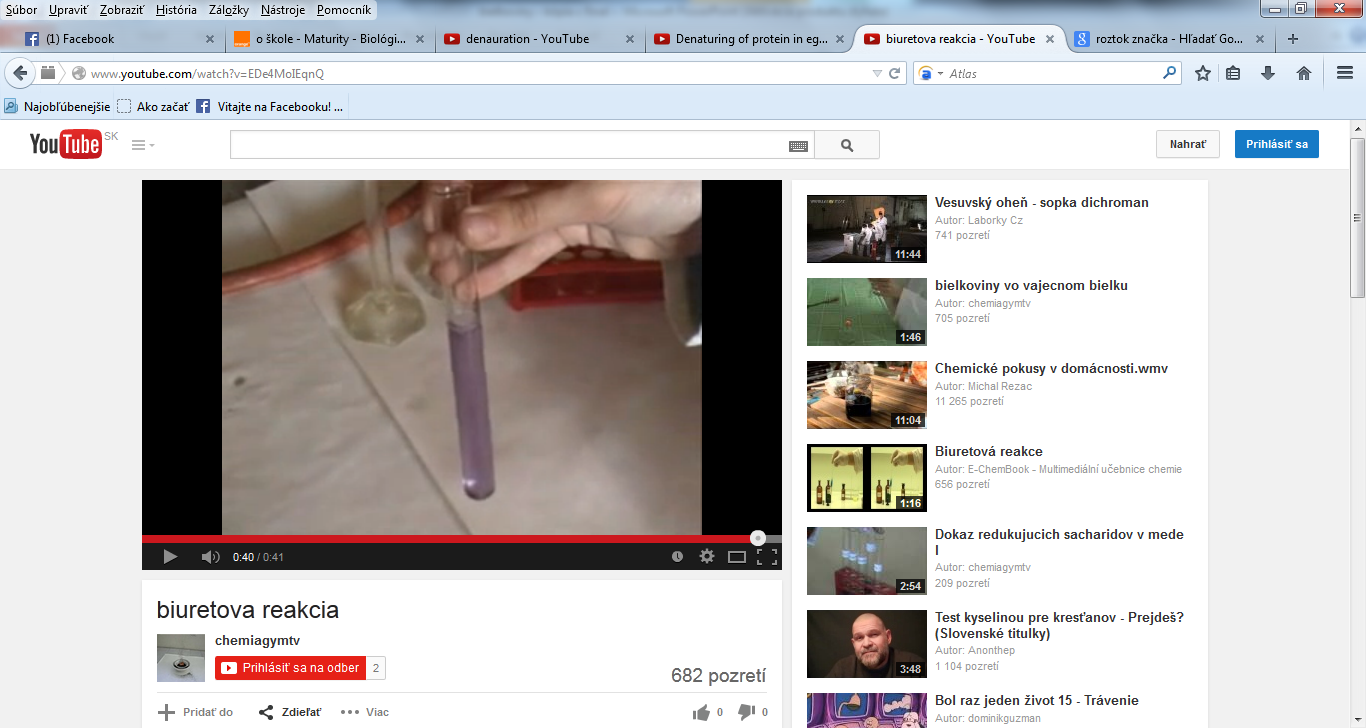 Súbor Upraviť Zobraziť História Záložky Nástroje Pomocník
(1) Facebook
o škole - Maturity - Biológi...
denauration - YouTube
Denaturing of protein in eg...
biuretova reakcia - YouTube
roztok značka - Hľadať Go...
www.youtube.com/watch?v=EDe4MoIEqnQ
Atlas
Najobľúbenejšie Ako začať Vitajte na Facebooku! ...
YouTube SK
Nahrať
Prihlásiť sa
0:40 / 0:41
biuretova reakcia
chemiagymtv
Prihlásiť sa na odber 2
682 pozretí
Pridať do Zdieľať Viac 0 0
Vesuvský oheň - sopka dichroman
Autor: Laborky Cz
741 pozretí
11:44
bielkoviny vo vajecnom bielku
Autor: chemiagymtv
705 pozretí
1:46
Chemické pokusy v domácnosti.wmv
Autor: Michal Rezac
11 265 pozretí
11:04
Biuretová reakce
Autor: E-ChemBook - Multimediální učebnice chemie
656 pozretí
1:16
Dokaz redukujucich sacharidov v mede
I
Autor: chemiagymtv
209 pozretí
2:54
Test kyselinou pre kresťanov - Prejdeš?
(Slovenské titulky)
Autor: Anonthep
1 104 pozretí
3:48
Bol raz jeden život 15 - Trávenie
Autor: dominikguzman